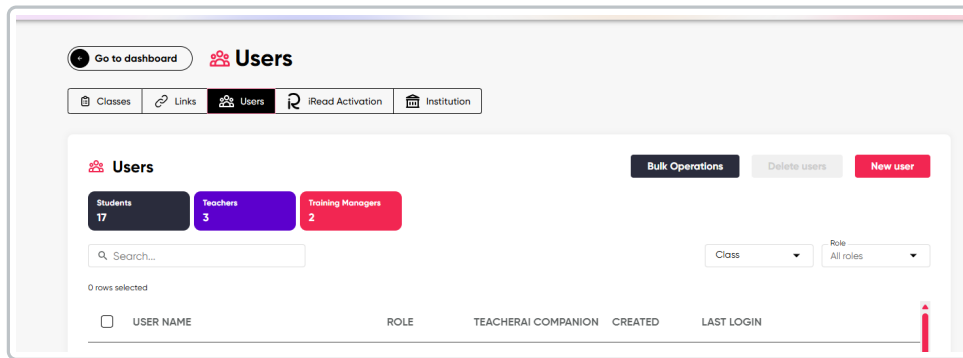 Go to dashboard
Users
Classes
Links
Users
iRead Activation
Institution
Users
Bulk Operations
Delete users
New user
Students
17
Teachers
3
Training Managers
2
Search...
Class
Role
All roles
0 rows selected
USER NAME
ROLE
TEACHERAI COMPANION
CREATED
LAST LOGIN